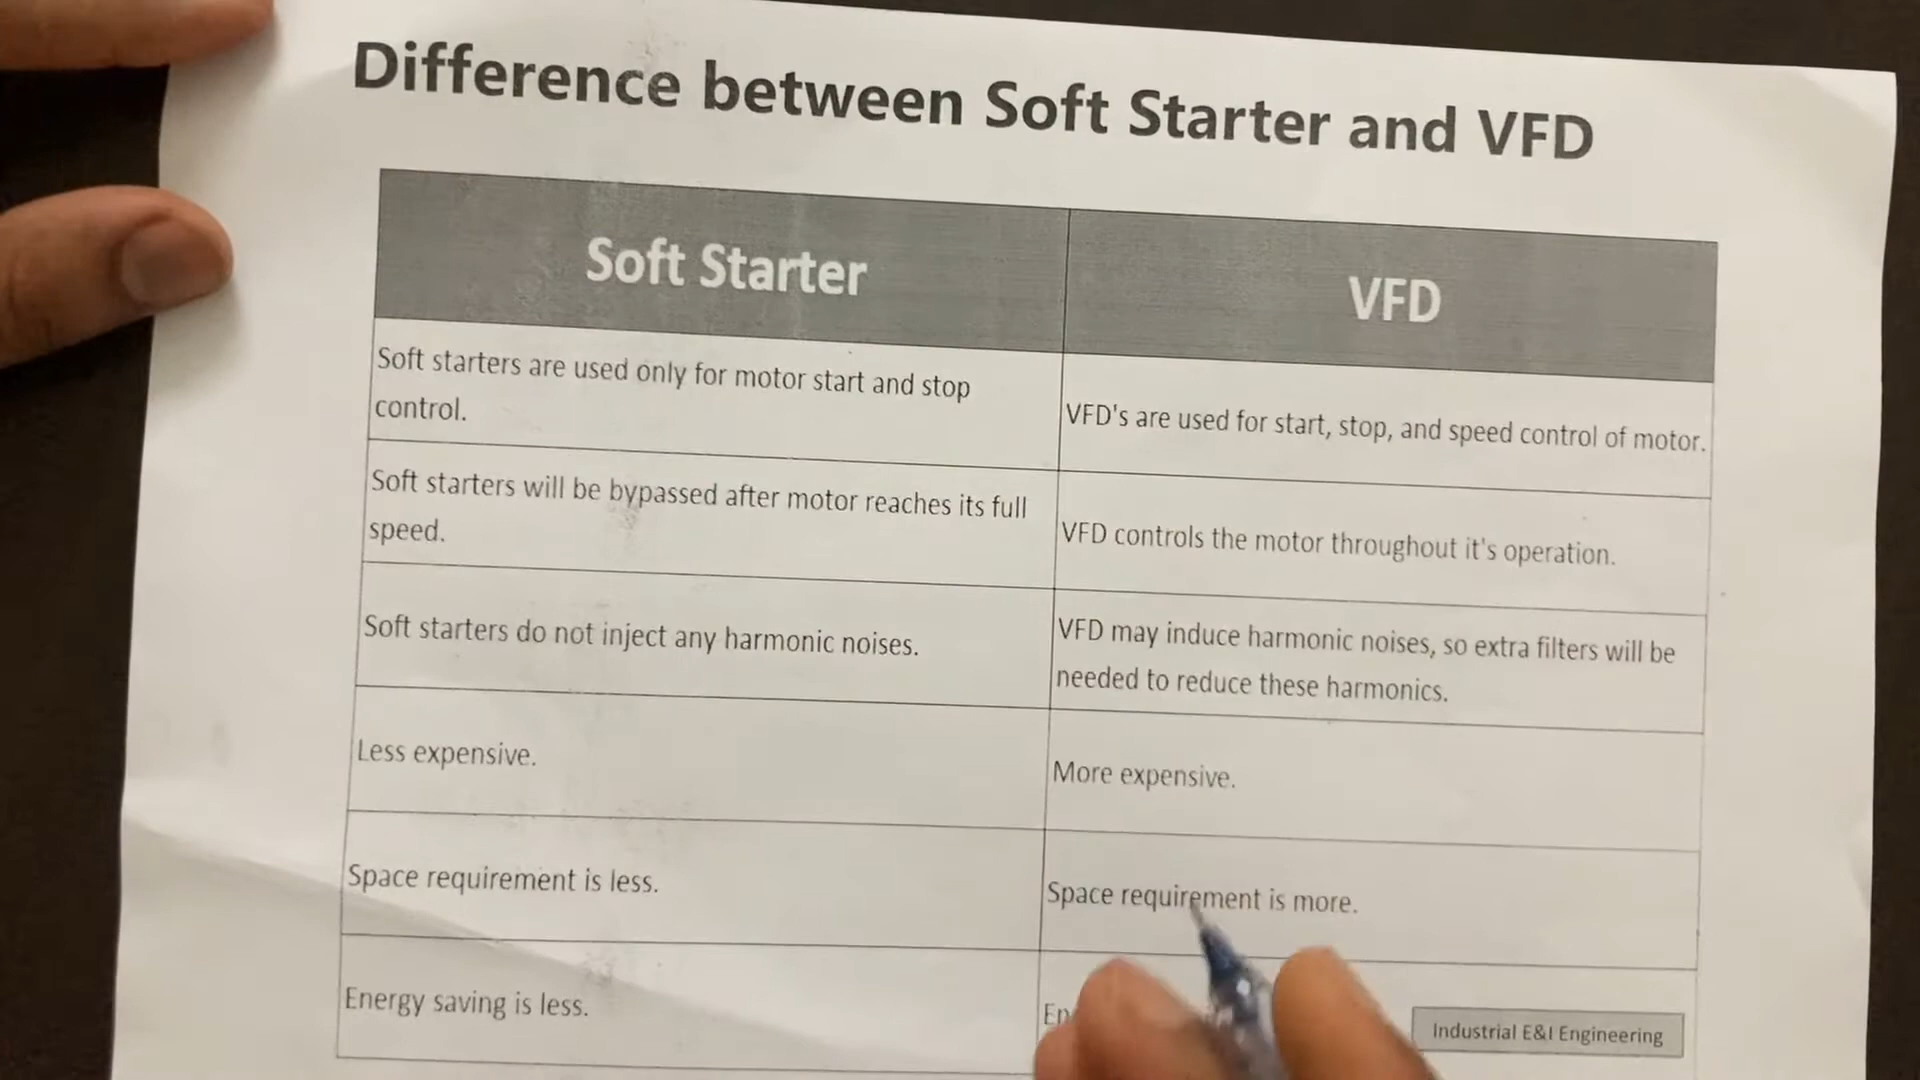 Difference between Soft Starter and VFD
Soft Starter
VFD
Soft starters are used only for motor start and stop
control.
VFD's are used for start, stop, and speed control of motor.
Soft starters will be bypassed after motor reaches its full
speed.
VFD controls the motor throughout it's operation.
Soft starters do not inject any harmonic noises.
VFD may induce harmonic noises, so extra filters will be
needed to reduce these harmonics.
Less expensive.
More expensive.
Space requirement is less.
Space requirement is more.
Energy saving is less.
Industrial E&I Engineering